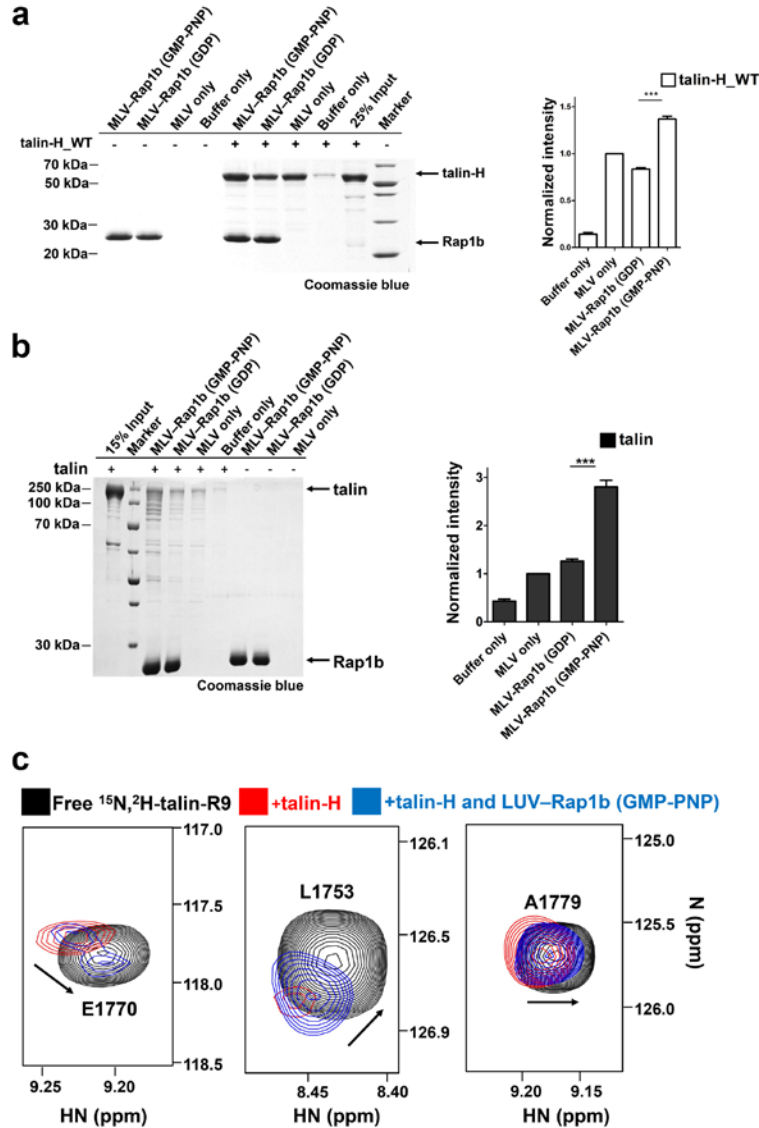 a
MLV–Rap1b (GMP-PNP)
MLV–Rap1b (GDP)
MLV only
Buffer only
MLV–Rap1b (GMP-PNP)
MLV–Rap1b (GDP)
MLV only
Buffer only
25% Input
Marker
talin-H_WT - - - - + + + + + -
70 kDa
50 kDa
30 kDa
20 kDa
talin-H
Rap1b
Coomassie blue
talin-H_WT
***
Normalized intensity
1.5
1.0
0.5
0.0
Buffer only
MLV only
MLV-Rap1b (GDP)
MLV-Rap1b (GMP-PNP)
b
15% Input
Marker
MLV–Rap1b (GMP-PNP)
MLV–Rap1b (GDP)
MLV only
Buffer only
MLV–Rap1b (GMP-PNP)
MLV–Rap1b (GDP)
MLV only
talin + + + + + - - -
250 kDa
100 kDa
70 kDa
30 kDa
talin
Rap1b
Coomassie blue
talin
***
Normalized intensity
3
2
1
0
Buffer only
MLV only
MLV-Rap1b (GDP)
MLV-Rap1b (GMP-PNP)
c
Free ¹⁵N,²H-talin-R9 +talin-H +talin-H and LUV–Rap1b (GMP-PNP)
117.0
117.5
118.0
118.5
E1770
9.25 9.20
HN (ppm)
L1753
126.1
126.5
126.9
8.45 8.40
HN (ppm)
A1779
125.0
125.5
126.0
N (ppm)
9.20 9.15
HN (ppm)